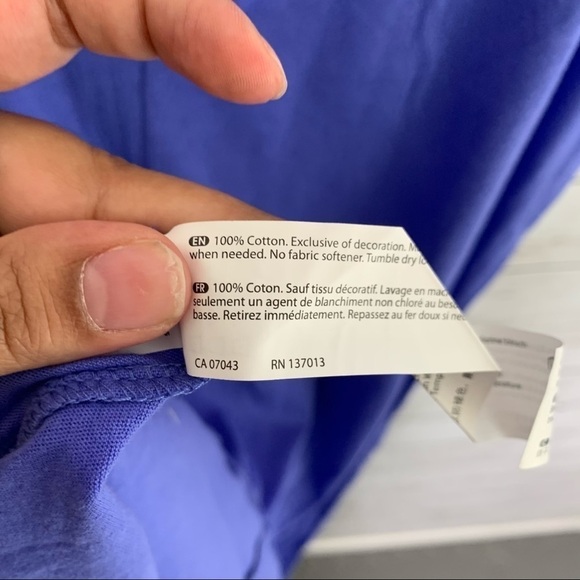 EN 100% Cotton. Exclusive of decoration.
when needed. No fabric softener. Tumble dry
FR 100% Coton. Sauf tissu décoratif. Lavage en
seulement un agent de blanchiment non chloré au
basse. Retirez immédiatement. Repassez au fer doux si
CA 07043 RN 137013